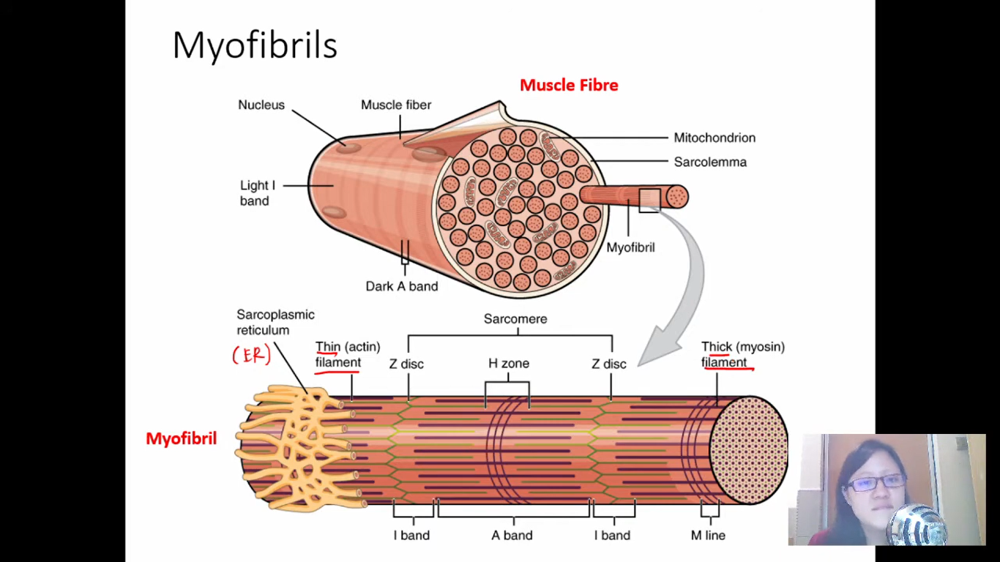 Myofibrils
Muscle Fibre
Nucleus
Muscle fiber
Mitochondrion
Sarcolemma
Light I
band
Myofibril
Dark A band
Sarcoplasmic
reticulum
(ER)
Thin (actin)
filament
Sarcomere
Z disc
H zone
Z disc
Thick (myosin)
filament
Myofibril
I band
A band
I band
M line